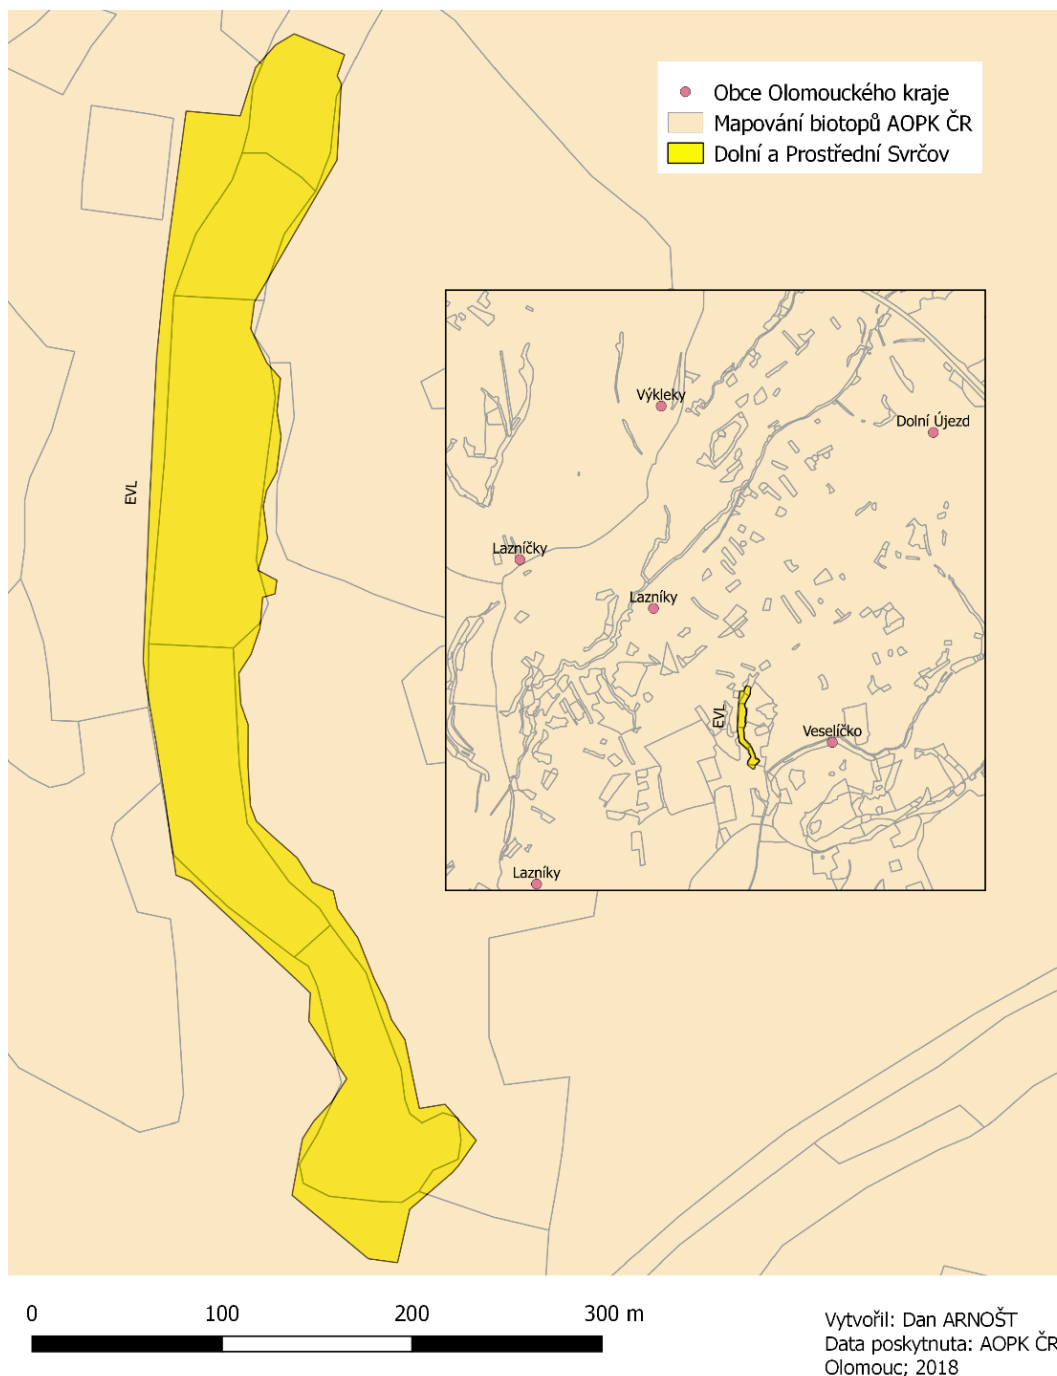 Obce Olomouckého kraje
Mapování biotopů AOPK ČR
Dolní a Prostřední Svrčov
Výkleky
Dolní Újezd
EVL
Lazníčky
Lazníky
EVL
Veselíčko
Lazníky
0 100 200 300 m
Vytvořil: Dan ARNOŠT
Data poskytnuta: AOPK ČR
Olomouc; 2018